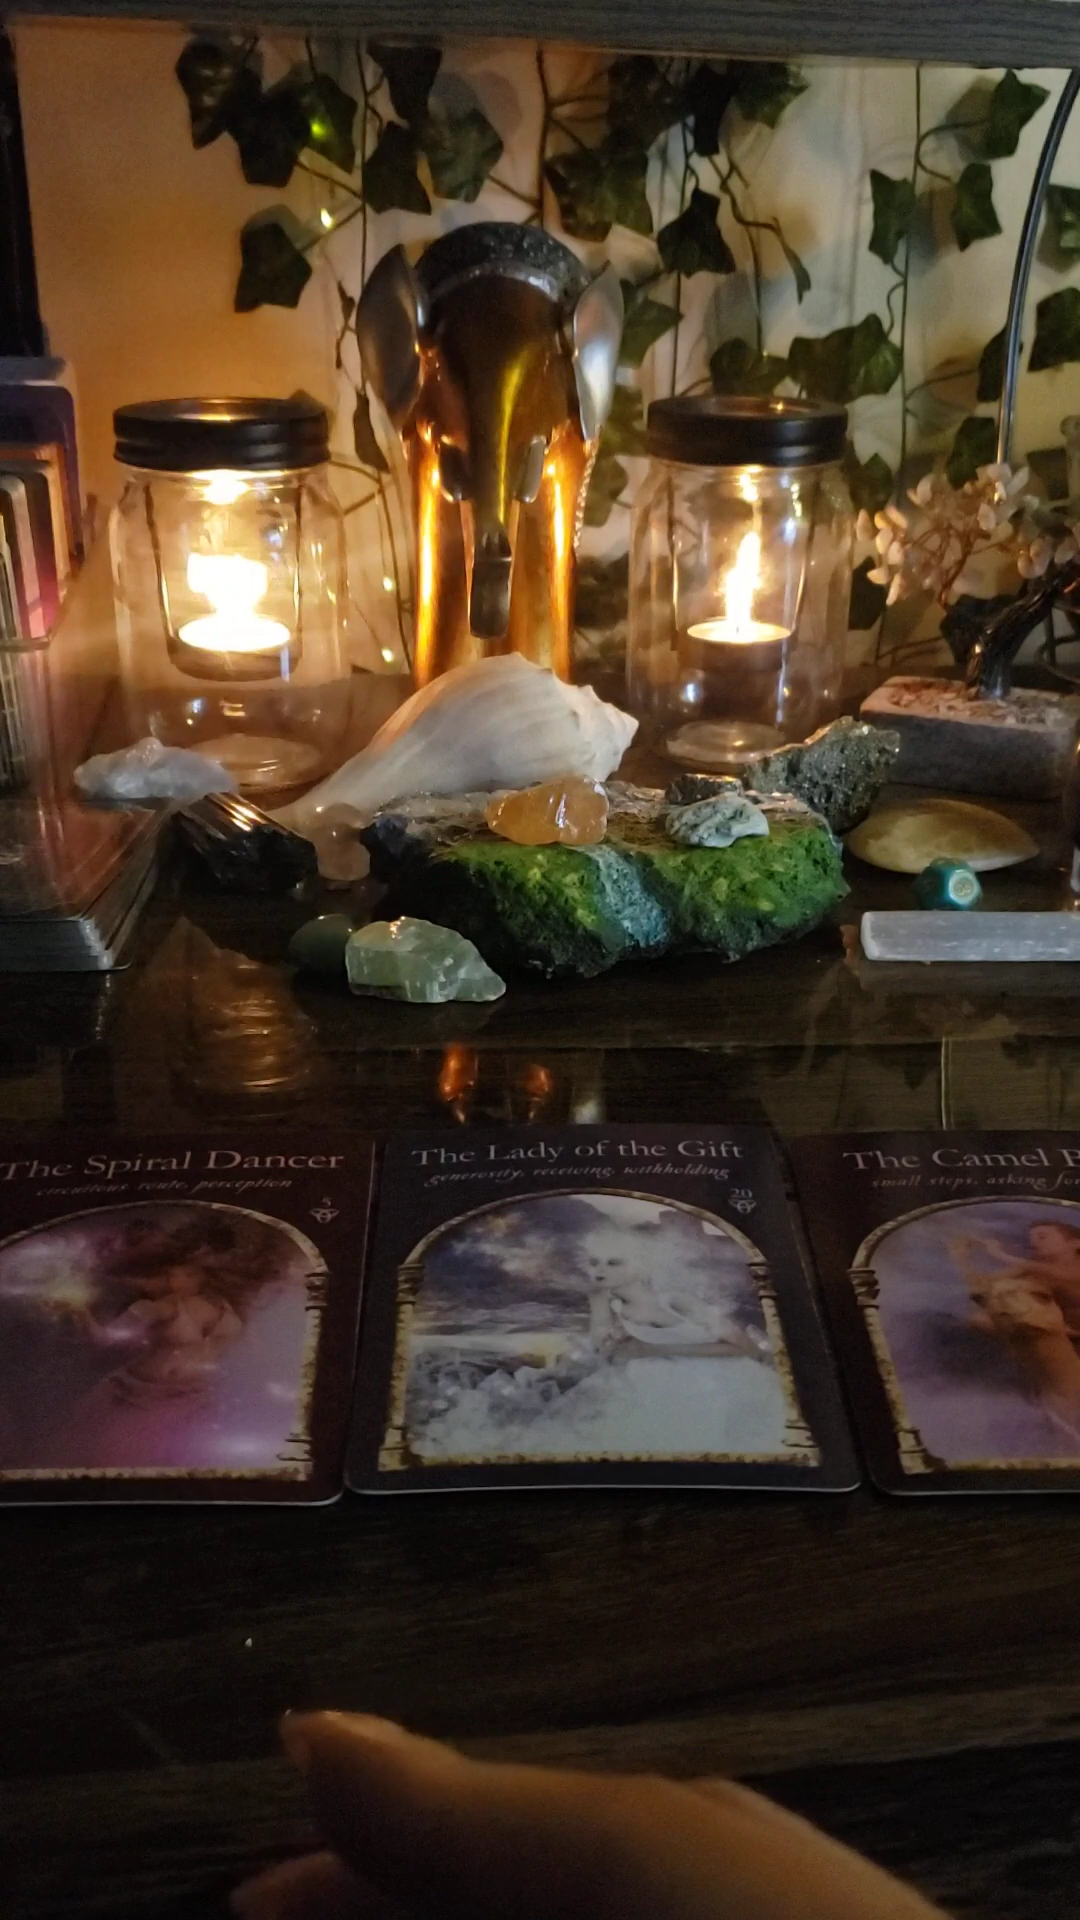 The Spiral Dancer
circuitous route, perception
5
The Lady of the Gift
generosity, receiving, withholding
20
The Camel
small steps, asking for